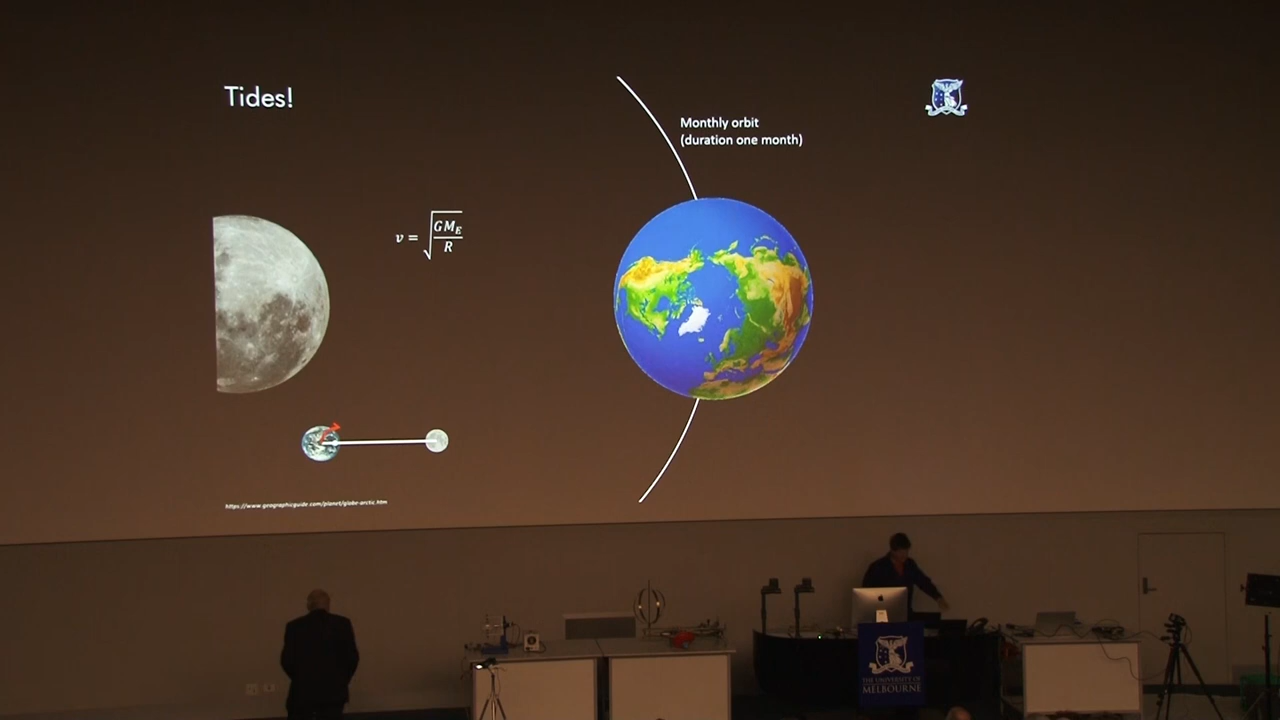 Tides!
Monthly orbit
(duration one month)
v = √(GM_E / R)
https://www.geographicguide.com/planet/globe-arctic.htm
THE UNIVERSITY OF
MELBOURNE